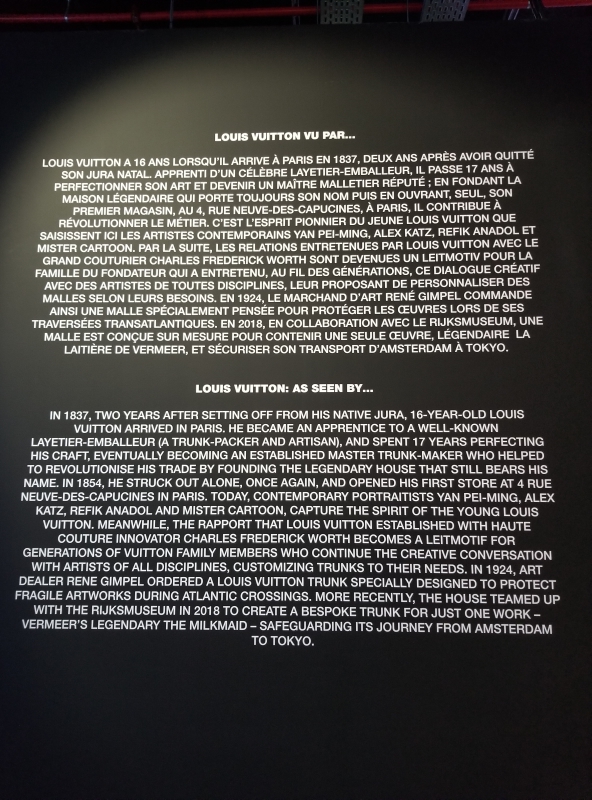 LOUIS VUITTON VU PAR...
LOUIS VUITTON A 16 ANS LORSQU'IL ARRIVE À PARIS EN 1837, DEUX ANS APRÈS AVOIR QUITTÉ
SON JURA NATAL. APPRENTI D'UN CÉLÈBRE LAYETIER-EMBALLEUR, IL PASSE 17 ANS À
PERFECTIONNER SON ART ET DEVENIR UN MAÎTRE MALLETIER RÉPUTÉ ; EN FONDANT LA
MAISON LÉGENDAIRE QUI PORTE TOUJOURS SON NOM PUIS EN OUVRANT, SEUL, SON
PREMIER MAGASIN, AU 4, RUE NEUVE-DES-CAPUCINES, À PARIS, IL CONTRIBUE À
RÉVOLUTIONNER LE MÉTIER. C'EST L'ESPRIT PIONNIER DU JEUNE LOUIS VUITTON QUE
SAISISSENT ICI LES ARTISTES CONTEMPORAINS YAN PEI-MING, ALEX KATZ, REFIK ANADOL ET
MISTER CARTOON. PAR LA SUITE, LES RELATIONS ENTRETENUES PAR LOUIS VUITTON AVEC LE
GRAND COUTURIER CHARLES FREDERICK WORTH SONT DEVENUES UN LEITMOTIV POUR LA
FAMILLE DU FONDATEUR QUI A ENTRETENU, AU FIL DES GÉNÉRATIONS, CE DIALOGUE CRÉATIF
AVEC DES ARTISTES DE TOUTES DISCIPLINES, LEUR PROPOSANT DE PERSONNALISER DES
MALLES SELON LEURS BESOINS. EN 1924, LE MARCHAND D'ART RENÉ GIMPEL COMMANDE
AINSI UNE MALLE SPÉCIALEMENT PENSÉE POUR PROTÉGER LES ŒUVRES LORS DE SES
TRAVERSÉES TRANSATLANTIQUES. EN 2018, EN COLLABORATION AVEC LE RIJKSMUSEUM, UNE
MALLE EST CONÇUE SUR MESURE POUR CONTENIR UNE SEULE ŒUVRE, LÉGENDAIRE LA
LAITIÈRE DE VERMEER, ET SÉCURISER SON TRANSPORT D'AMSTERDAM À TOKYO.
LOUIS VUITTON: AS SEEN BY...
IN 1837, TWO YEARS AFTER SETTING OFF FROM HIS NATIVE JURA, 16-YEAR-OLD LOUIS
VUITTON ARRIVED IN PARIS. HE BECAME AN APPRENTICE TO A WELL-KNOWN
LAYETIER-EMBALLEUR (A TRUNK-PACKER AND ARTISAN), AND SPENT 17 YEARS PERFECTING
HIS CRAFT, EVENTUALLY BECOMING AN ESTABLISHED MASTER TRUNK-MAKER WHO HELPED
TO REVOLUTIONISE HIS TRADE BY FOUNDING THE LEGENDARY HOUSE THAT STILL BEARS HIS
NAME. IN 1854, HE STRUCK OUT ALONE, ONCE AGAIN, AND OPENED HIS FIRST STORE AT 4 RUE
NEUVE-DES-CAPUCINES IN PARIS. TODAY, CONTEMPORARY PORTRAITISTS YAN PEI-MING, ALEX
KATZ, REFIK ANADOL AND MISTER CARTOON, CAPTURE THE SPIRIT OF THE YOUNG LOUIS
VUITTON. MEANWHILE, THE RAPPORT THAT LOUIS VUITTON ESTABLISHED WITH HAUTE
COUTURE INNOVATOR CHARLES FREDERICK WORTH BECOMES A LEITMOTIF FOR
GENERATIONS OF VUITTON FAMILY MEMBERS WHO CONTINUE THE CREATIVE CONVERSATION
WITH ARTISTS OF ALL DISCIPLINES, CUSTOMIZING TRUNKS TO THEIR NEEDS. IN 1924, ART
DEALER RENE GIMPEL ORDERED A LOUIS VUITTON TRUNK SPECIALLY DESIGNED TO PROTECT
FRAGILE ARTWORKS DURING ATLANTIC CROSSINGS. MORE RECENTLY, THE HOUSE TEAMED UP
WITH THE RIJKSMUSEUM IN 2018 TO CREATE A BESPOKE TRUNK FOR JUST ONE WORK –
VERMEER'S LEGENDARY THE MILKMAID – SAFEGUARDING ITS JOURNEY FROM AMSTERDAM
TO TOKYO.